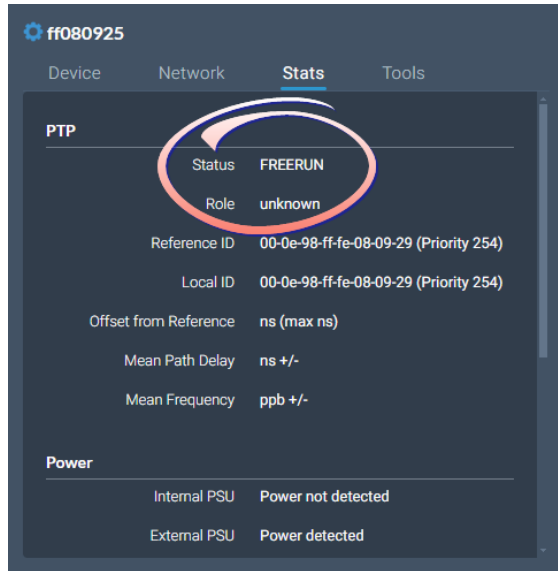 ff080925
Device Network Stats Tools
PTP
Status FREERUN
Role unknown
Reference ID 00-0e-98-ff-fe-08-09-29 (Priority 254)
Local ID 00-0e-98-ff-fe-08-09-29 (Priority 254)
Offset from Reference ns (max ns)
Mean Path Delay ns +/-
Mean Frequency ppb +/-
Power
Internal PSU Power not detected
External PSU Power detected